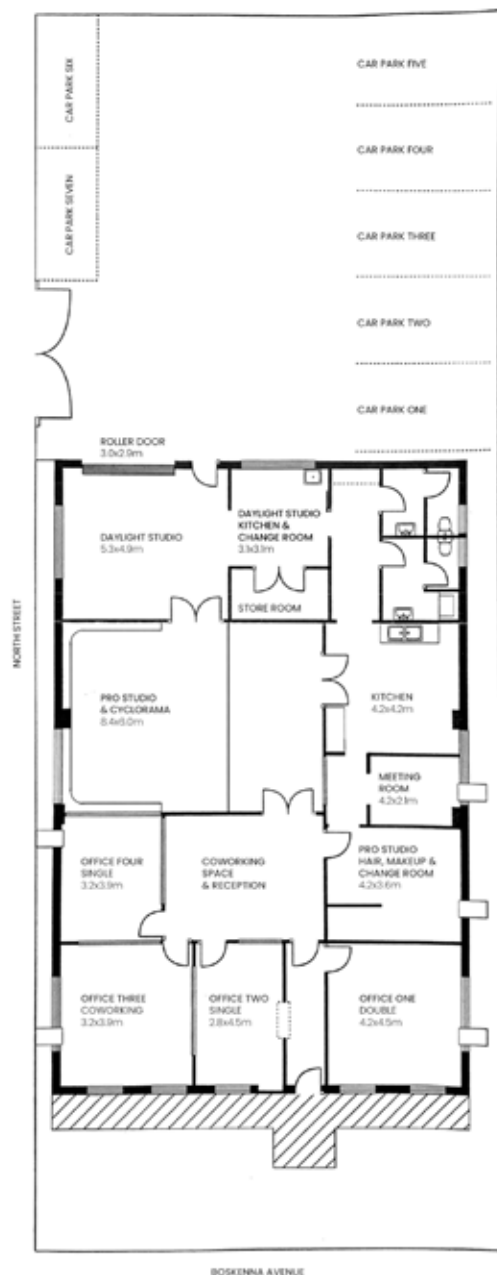 CAR PARK SIX
CAR PARK FIVE
CAR PARK FOUR
CAR PARK SEVEN
CAR PARK THREE
CAR PARK TWO
CAR PARK ONE
ROLLER DOOR
3.0x2.9m
DAYLIGHT STUDIO
5.3x4.9m
DAYLIGHT STUDIO
KITCHEN &
CHANGE ROOM
3.1x3.1m
STORE ROOM
NORTH STREET
PRO STUDIO
& CYCLORAMA
8.4x6.0m
KITCHEN
4.2x4.2m
MEETING
ROOM
4.2x2.1m
OFFICE FOUR
SINGLE
3.2x3.9m
COWORKING
SPACE
& RECEPTION
PRO STUDIO
HAIR, MAKEUP &
CHANGE ROOM
4.2x3.6m
OFFICE THREE
COWORKING
3.2x3.9m
OFFICE TWO
SINGLE
2.8x4.5m
OFFICE ONE
DOUBLE
4.2x4.5m
BOSKENNA AVENUE